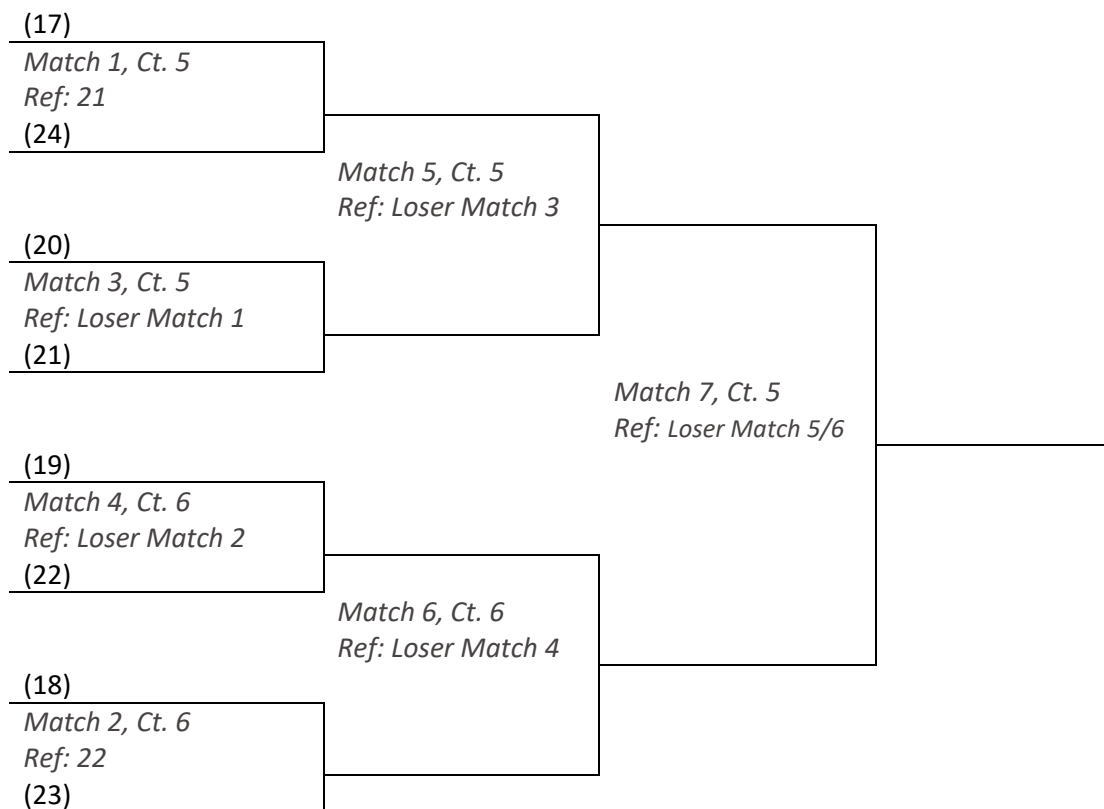 (17)
Match 1, Ct. 5
Ref: 21
(24)
Match 5, Ct. 5
Ref: Loser Match 3
(20)
Match 3, Ct. 5
Ref: Loser Match 1
(21)
Match 7, Ct. 5
Ref: Loser Match 5/6
(19)
Match 4, Ct. 6
Ref: Loser Match 2
(22)
Match 6, Ct. 6
Ref: Loser Match 4
(18)
Match 2, Ct. 6
Ref: 22
(23)